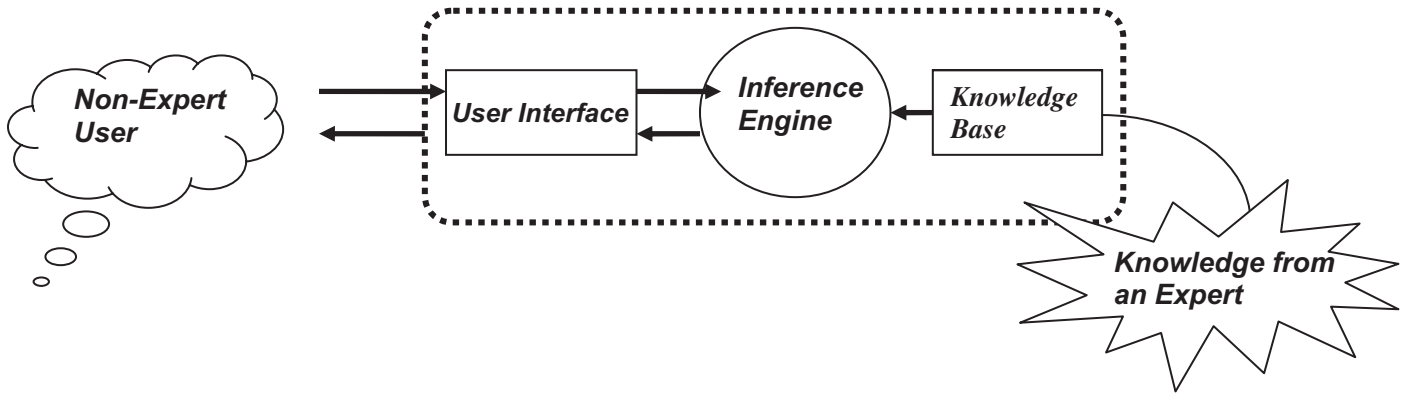 Non-Expert
User
User Interface
Inference
Engine
Knowledge
Base
Knowledge from
an Expert